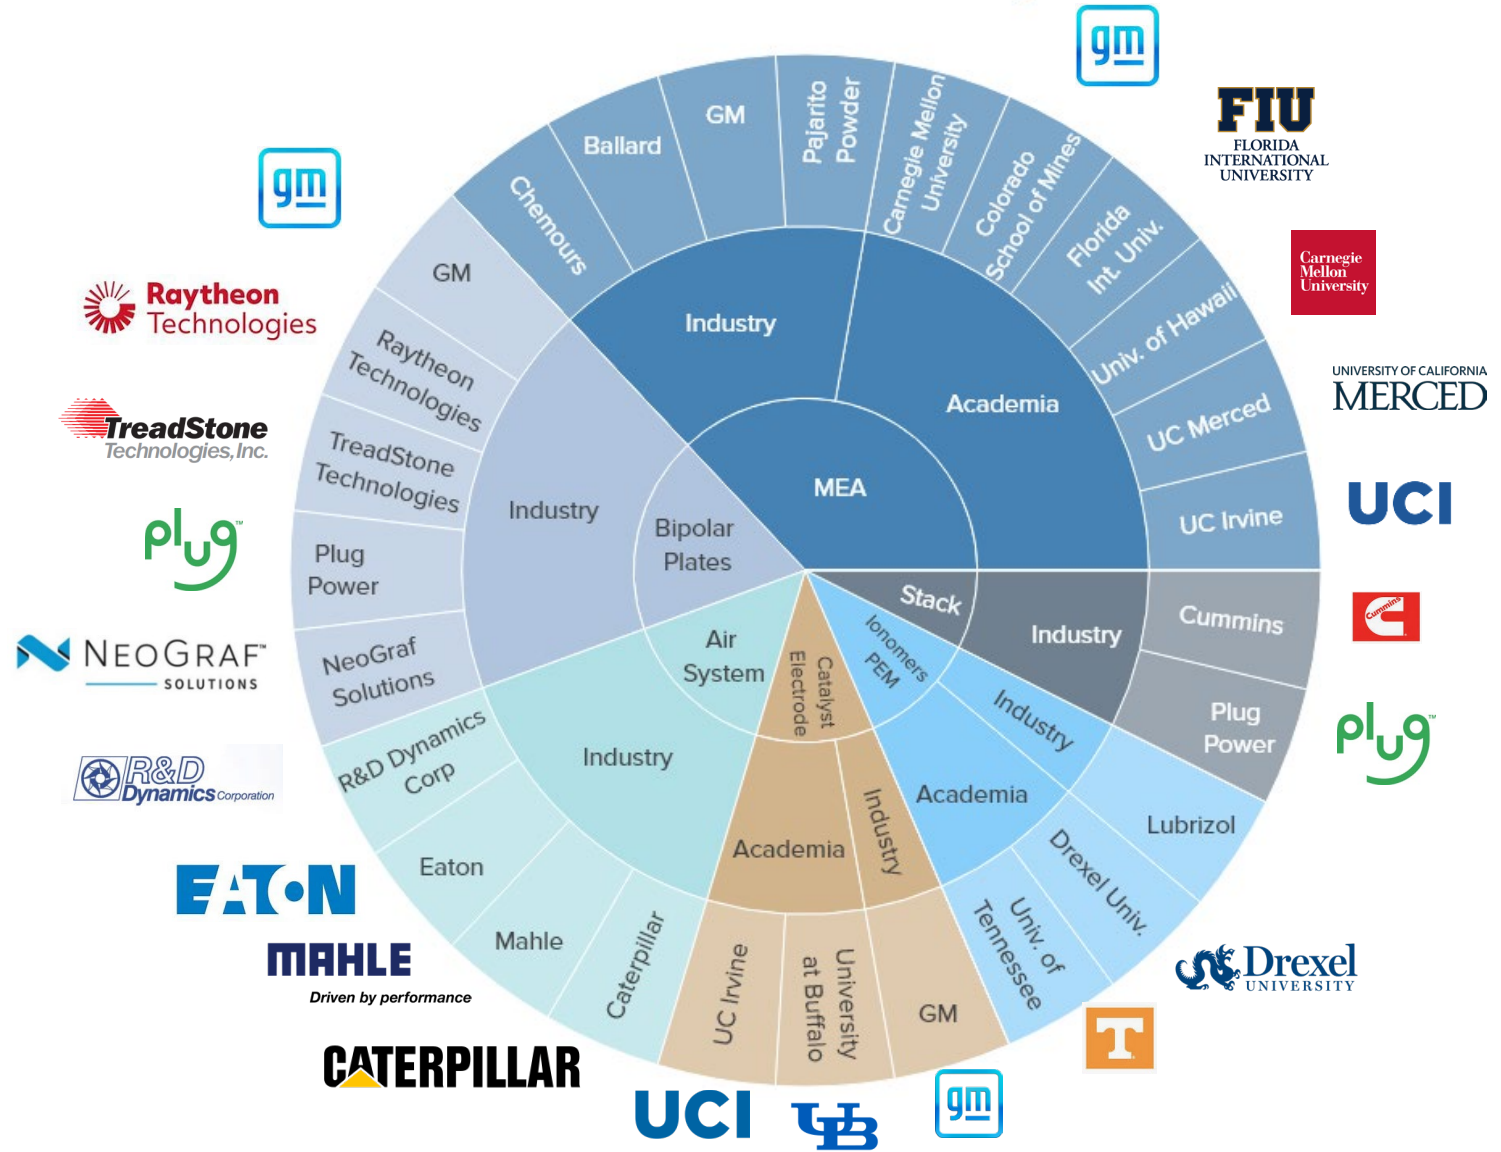 gm
FIU
FLORIDA
INTERNATIONAL
UNIVERSITY
Carnegie
Mellon
University
UNIVERSITY OF CALIFORNIA
MERCED
UCI
Cummins
plug™
Drexel
UNIVERSITY
T
gm
UB
UCI
CATERPILLAR
MAHLE
Driven by performance
EATON
R&D
Dynamics Corporation
NEOGRAF™
SOLUTIONS
plug™
TreadStone
Technologies, Inc.
Raytheon
Technologies
gm
MEA
Industry
Chemours
Ballard
GM
Pajarito
Powder
Academia
Carnegie Mellon
University
Colorado
School of Mines
Florida
Int. Univ.
Univ. of Hawaii
UC Merced
UC Irvine
Stack
Industry
Cummins
Plug
Power
Ionomers
PEM
Industry
Lubrizol
Academia
Drexel Univ.
Univ. of
Tennessee
Catalyst
Electrode
Industry
GM
Academia
University
at Buffalo
UC Irvine
Air
System
Industry
Caterpillar
Mahle
Eaton
R&D Dynamics
Corp
Bipolar
Plates
Industry
NeoGraf
Solutions
Plug
Power
TreadStone
Technologies
Raytheon
Technologies
GM